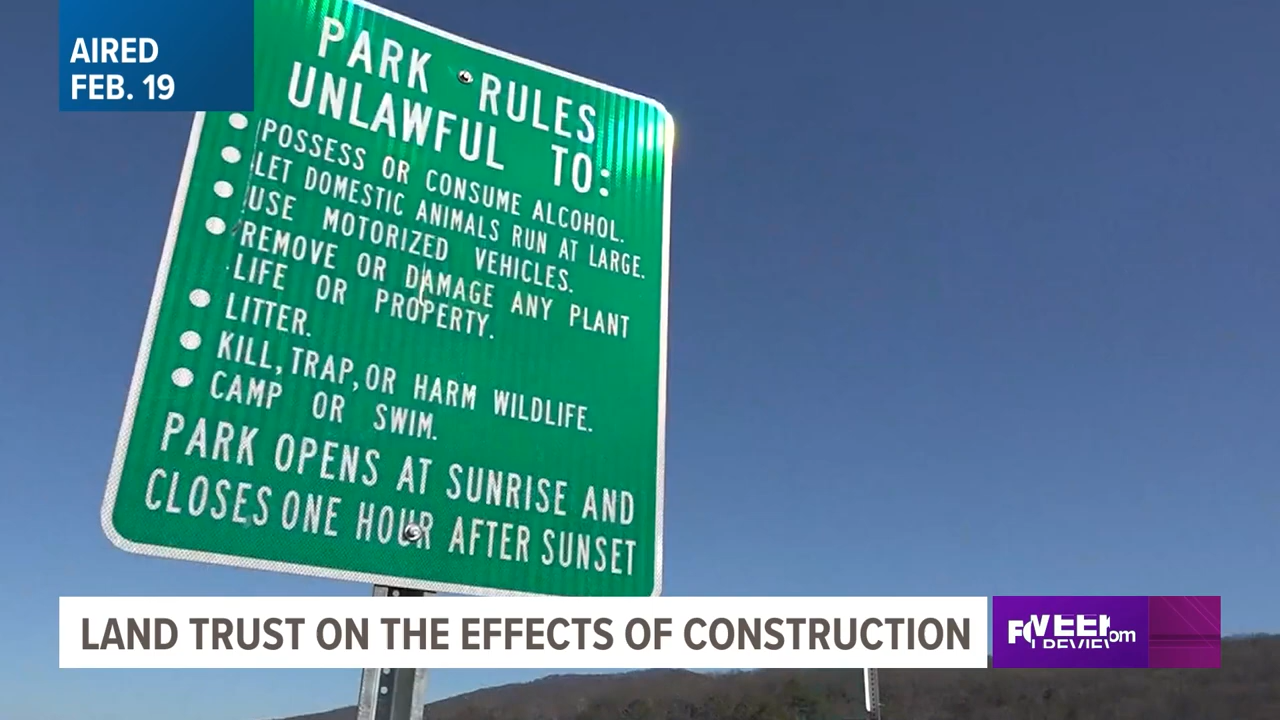 AIRED
FEB. 19
PARK RULES
UNLAWFUL TO:
POSSESS OR CONSUME ALCOHOL.
LET DOMESTIC ANIMALS RUN AT LARGE.
USE MOTORIZED VEHICLES.
REMOVE OR DAMAGE ANY PLANT
LIFE OR PROPERTY.
LITTER.
KILL, TRAP, OR HARM WILDLIFE.
CAMP OR SWIM.
PARK OPENS AT SUNRISE AND
CLOSES ONE HOUR AFTER SUNSET
LAND TRUST ON THE EFFECTS OF CONSTRUCTION